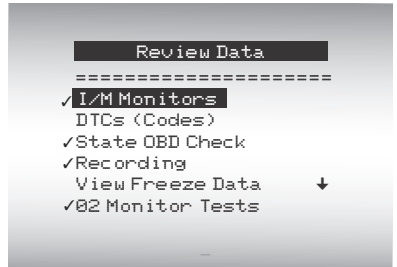 Review Data
=====================
✓I/M Monitors
DTCs (Codes)
✓State OBD Check
✓Recording
View Freeze Data ↓
✓O2 Monitor Tests